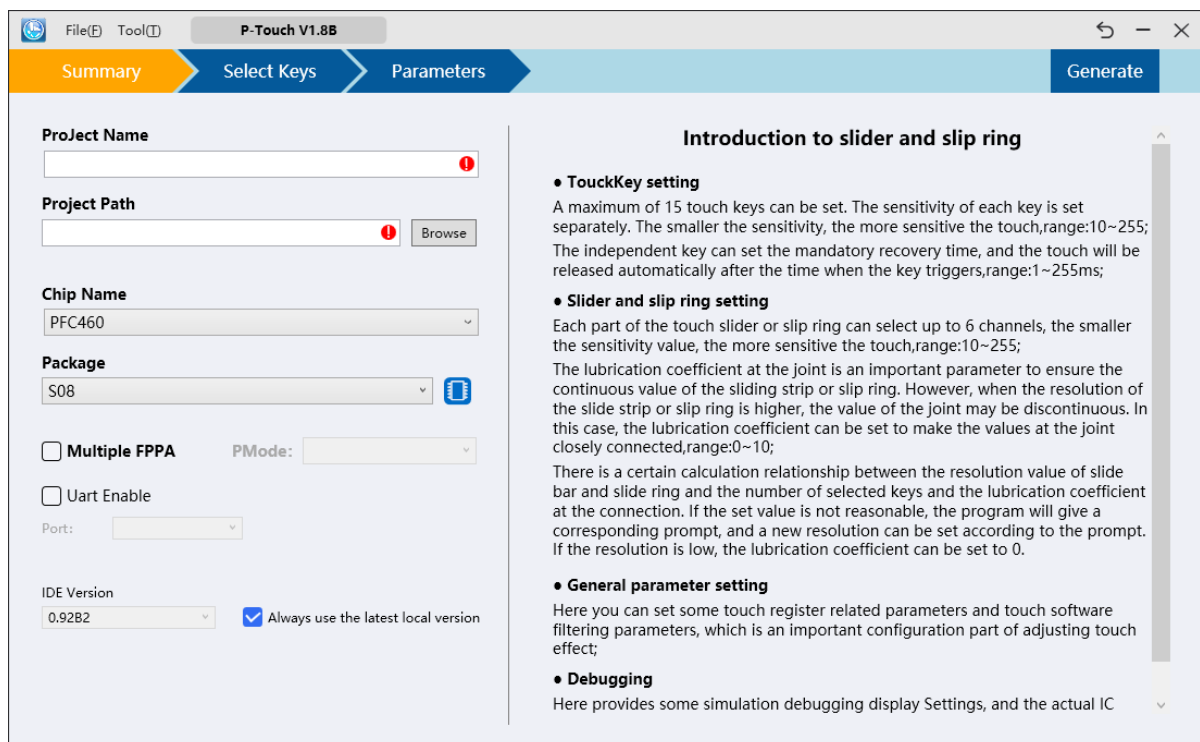 File(F) Tool(T) P-Touch V1.8B
Summary Select Keys Parameters Generate
ProJect Name
Project Path
Browse
Chip Name
PFC460
Package
S08
Multiple FPPA PMode:
Uart Enable
Port:
IDE Version
0.92B2 Always use the latest local version
Introduction to slider and slip ring
● TouckKey setting
A maximum of 15 touch keys can be set. The sensitivity of each key is set
separately. The smaller the sensitivity, the more sensitive the touch,range:10~255;
The independent key can set the mandatory recovery time, and the touch will be
released automatically after the time when the key triggers,range:1~255ms;
● Slider and slip ring setting
Each part of the touch slider or slip ring can select up to 6 channels, the smaller
the sensitivity value, the more sensitive the touch,range:10~255;
The lubrication coefficient at the joint is an important parameter to ensure the
continuous value of the sliding strip or slip ring. However, when the resolution of
the slide strip or slip ring is higher, the value of the joint may be discontinuous. In
this case, the lubrication coefficient can be set to make the values at the joint
closely connected,range:0~10;
There is a certain calculation relationship between the resolution value of slide
bar and slide ring and the number of selected keys and the lubrication coefficient
at the connection. If the set value is not reasonable, the program will give a
corresponding prompt, and a new resolution can be set according to the prompt.
If the resolution is low, the lubrication coefficient can be set to 0.
● General parameter setting
Here you can set some touch register related parameters and touch software
filtering parameters, which is an important configuration part of adjusting touch
effect;
● Debugging
Here provides some simulation debugging display Settings, and the actual IC